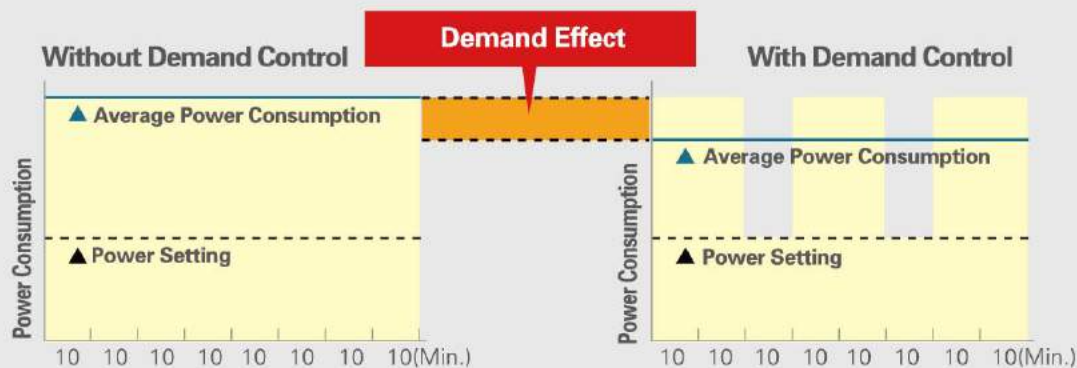 Demand Effect
Without Demand Control
With Demand Control
▲ Average Power Consumption
▲ Average Power Consumption
▲ Power Setting
▲ Power Setting
Power Consumption
Power Consumption
10 10 10 10 10 10 10 10(Min.)
10 10 10 10 10 10 10 10(Min.)